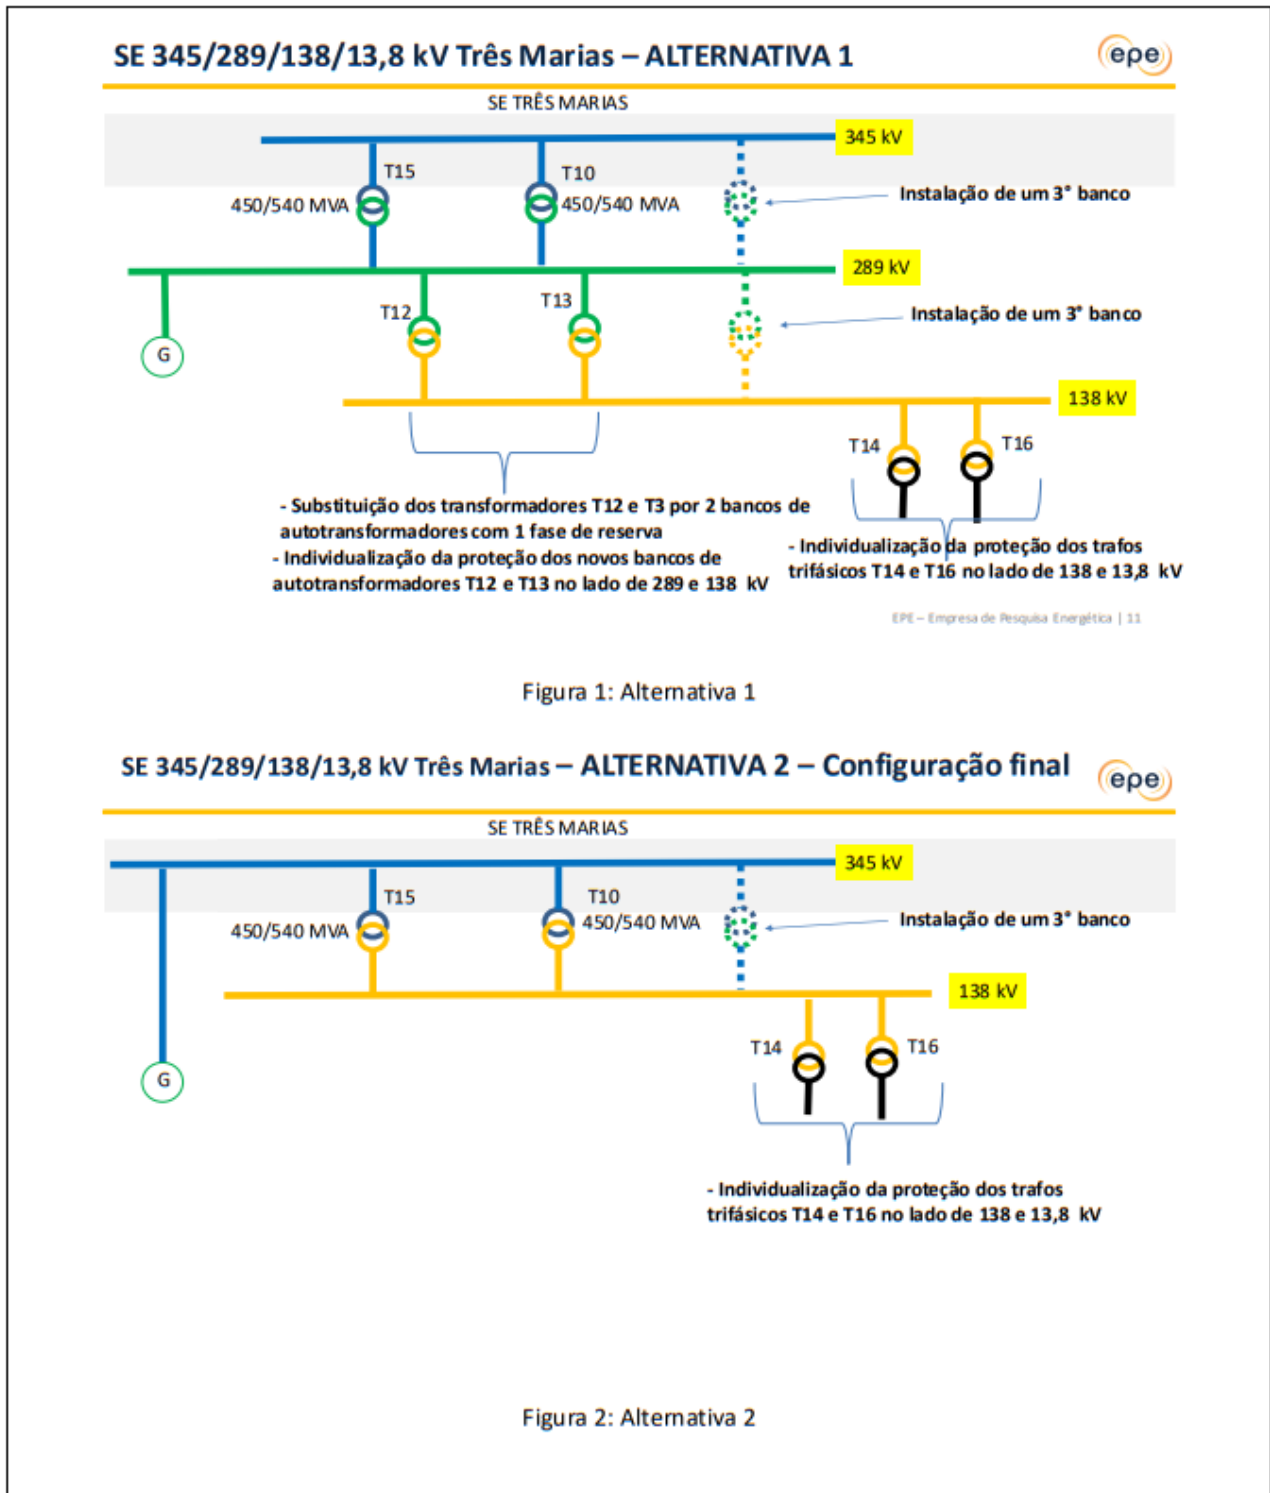 SE 345/289/138/13,8 kV Três Marias – ALTERNATIVA 1
epe
SE TRÊS MARIAS
345 kV
T15
T10
450/540 MVA
450/540 MVA
Instalação de um 3° banco
289 kV
T12
T13
Instalação de um 3° banco
G
138 kV
T14
T16
- Substituição dos transformadores T12 e T3 por 2 bancos de
autotransformadores com 1 fase de reserva
- Individualização da proteção dos novos bancos de
autotransformadores T12 e T13 no lado de 289 e 138 kV
- Individualização da proteção dos trafos
trifásicos T14 e T16 no lado de 138 e 13,8 kV
EPE – Empresa de Pesquisa Energética | 11
Figura 1: Alternativa 1
SE 345/289/138/13,8 kV Três Marias – ALTERNATIVA 2 – Configuração final
epe
SE TRÊS MARIAS
345 kV
T15
T10
450/540 MVA
450/540 MVA
Instalação de um 3° banco
138 kV
T14
T16
G
- Individualização da proteção dos trafos
trifásicos T14 e T16 no lado de 138 e 13,8 kV
Figura 2: Alternativa 2